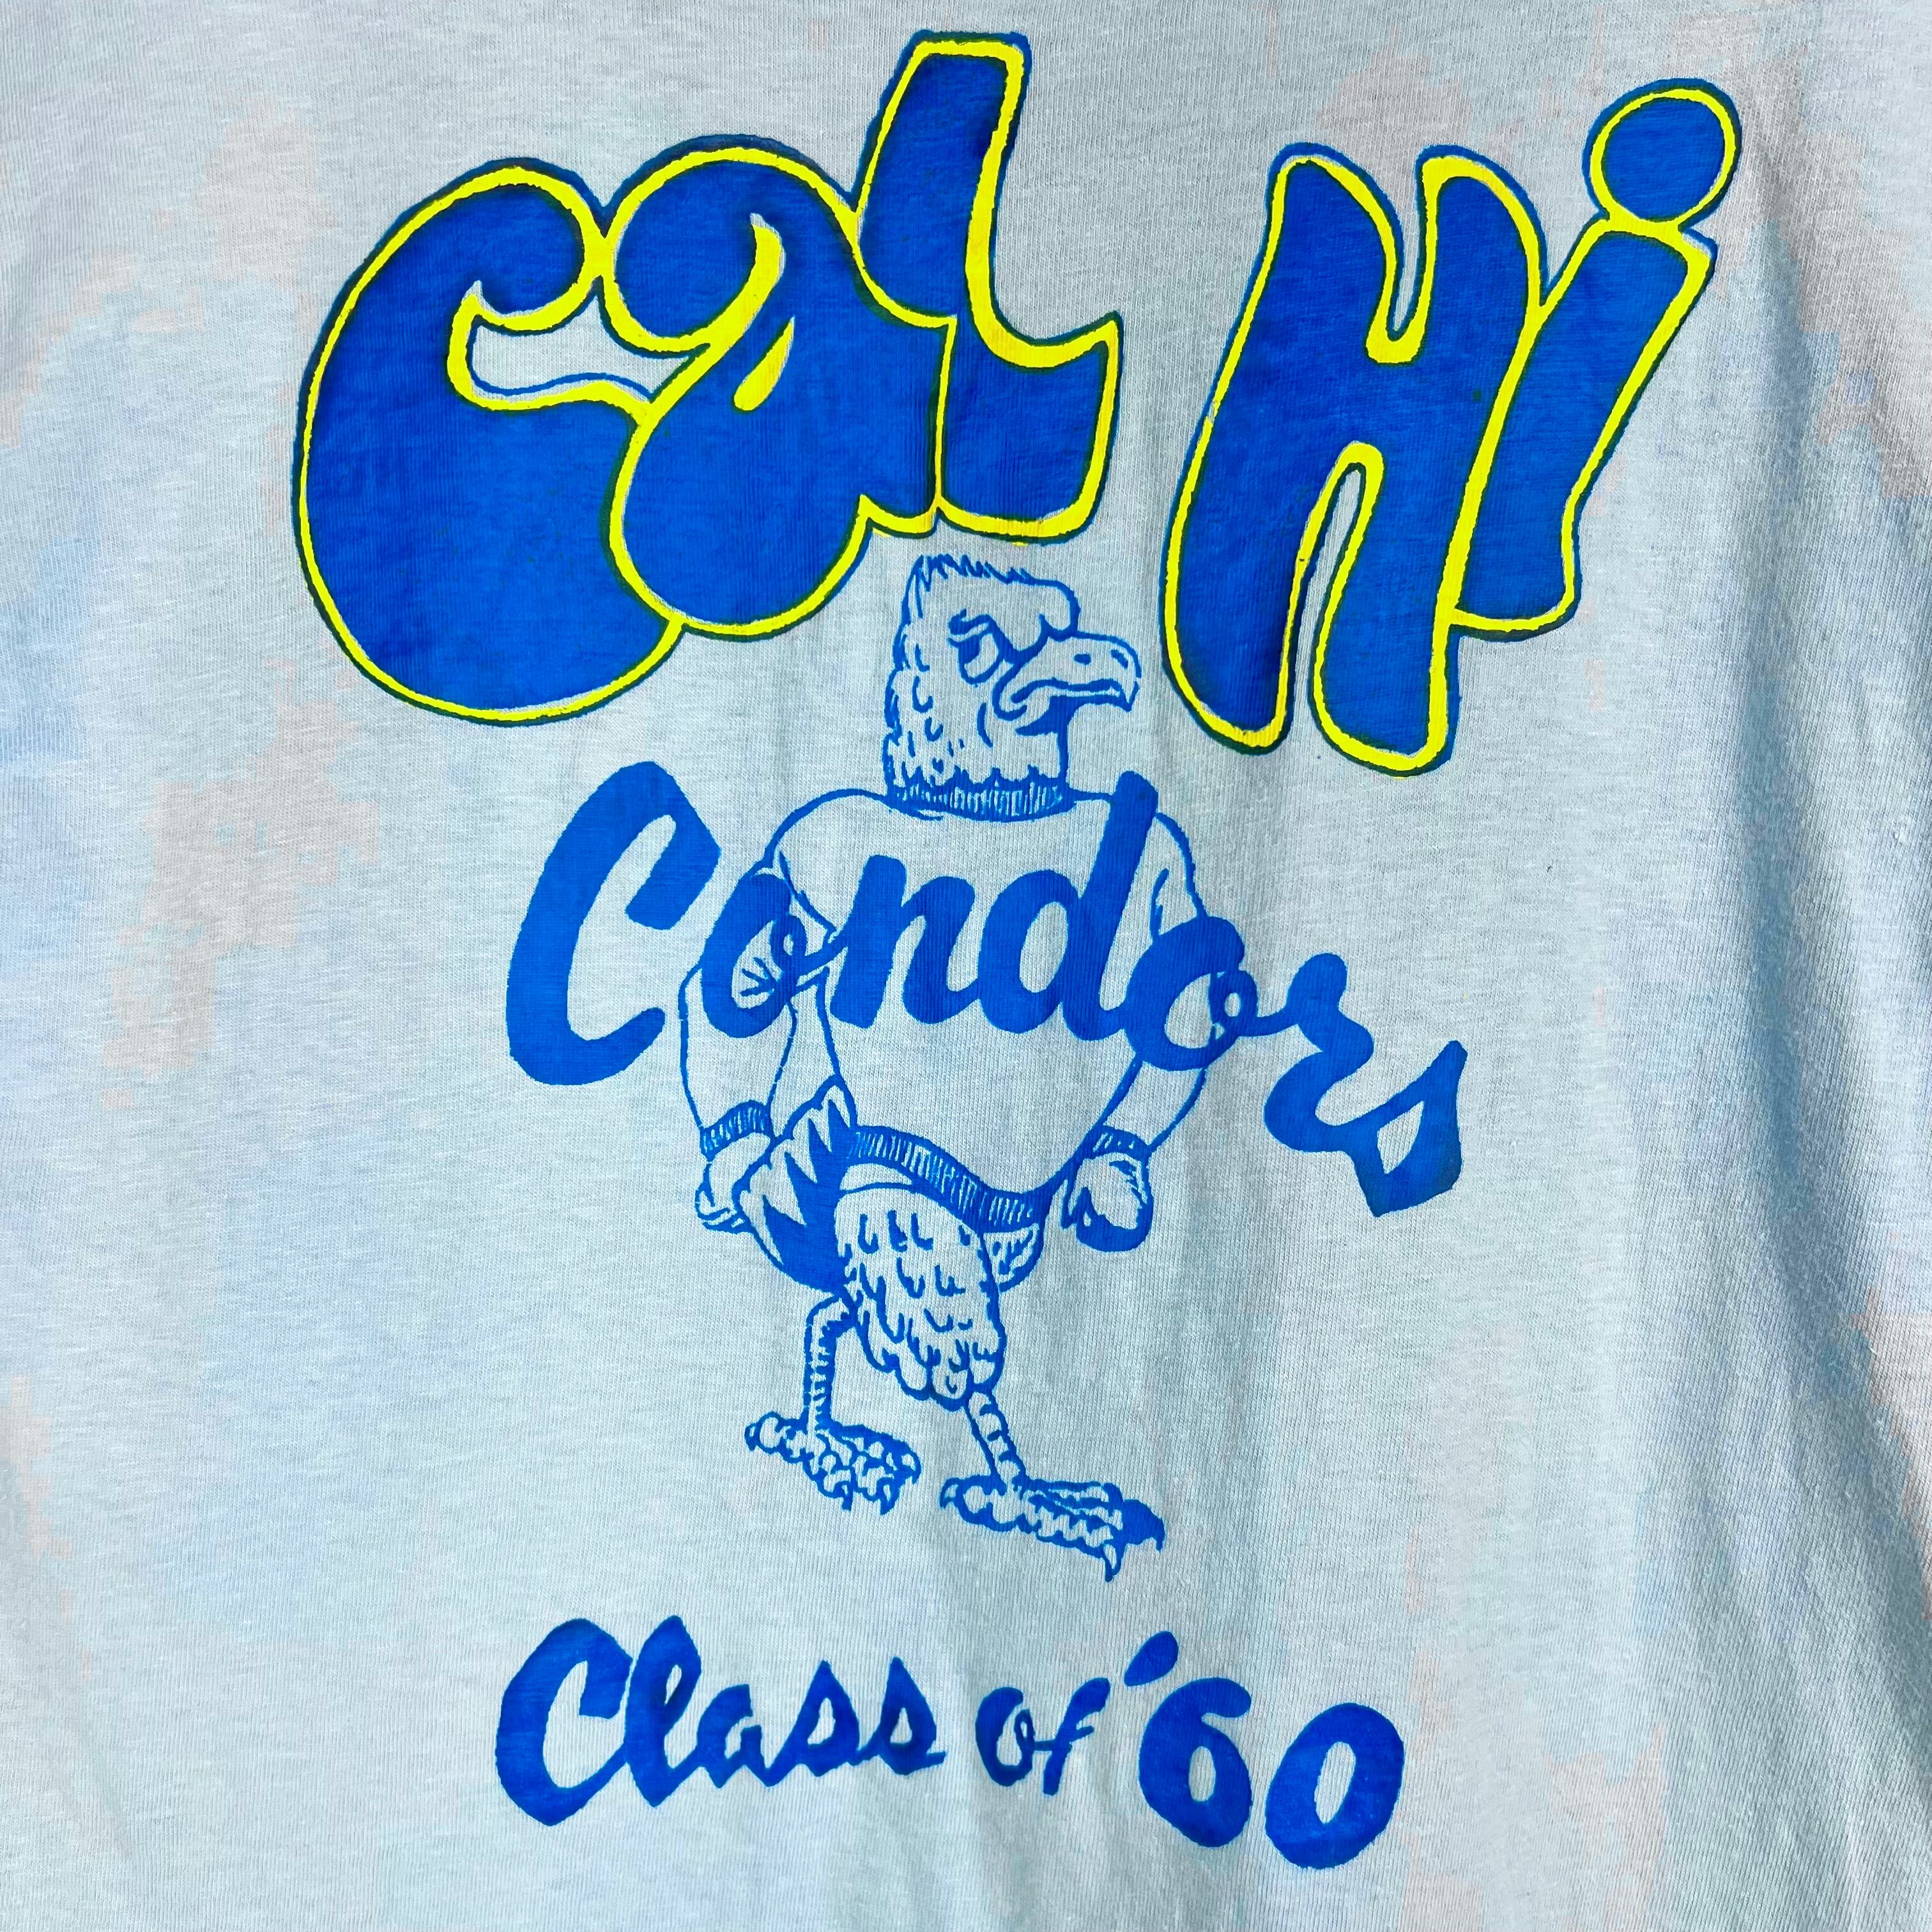 Cal Hi
Condors
Class of '60